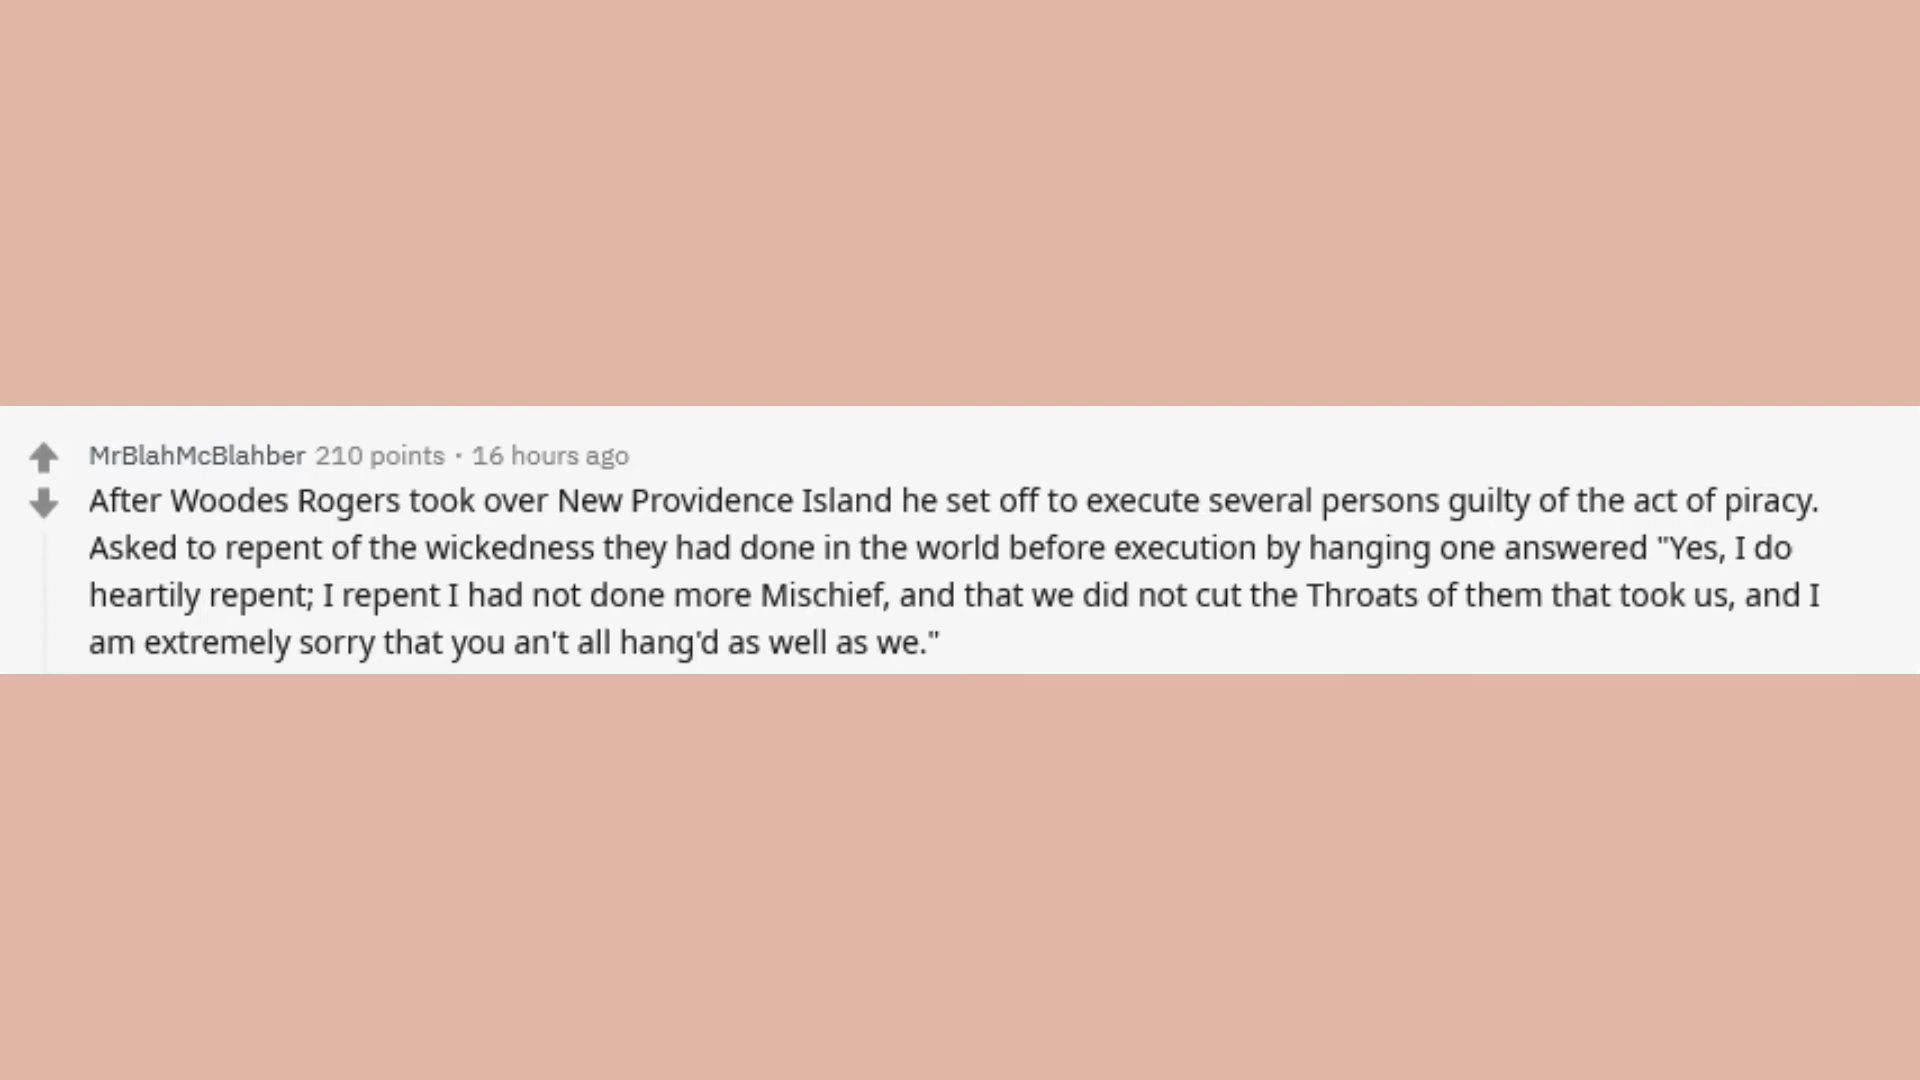 MrBlahMcBlahber 210 points · 16 hours ago
After Woodes Rogers took over New Providence Island he set off to execute several persons guilty of the act of piracy.
Asked to repent of the wickedness they had done in the world before execution by hanging one answered "Yes, I do
heartily repent; I repent I had not done more Mischief, and that we did not cut the Throats of them that took us, and I
am extremely sorry that you an't all hang'd as well as we."